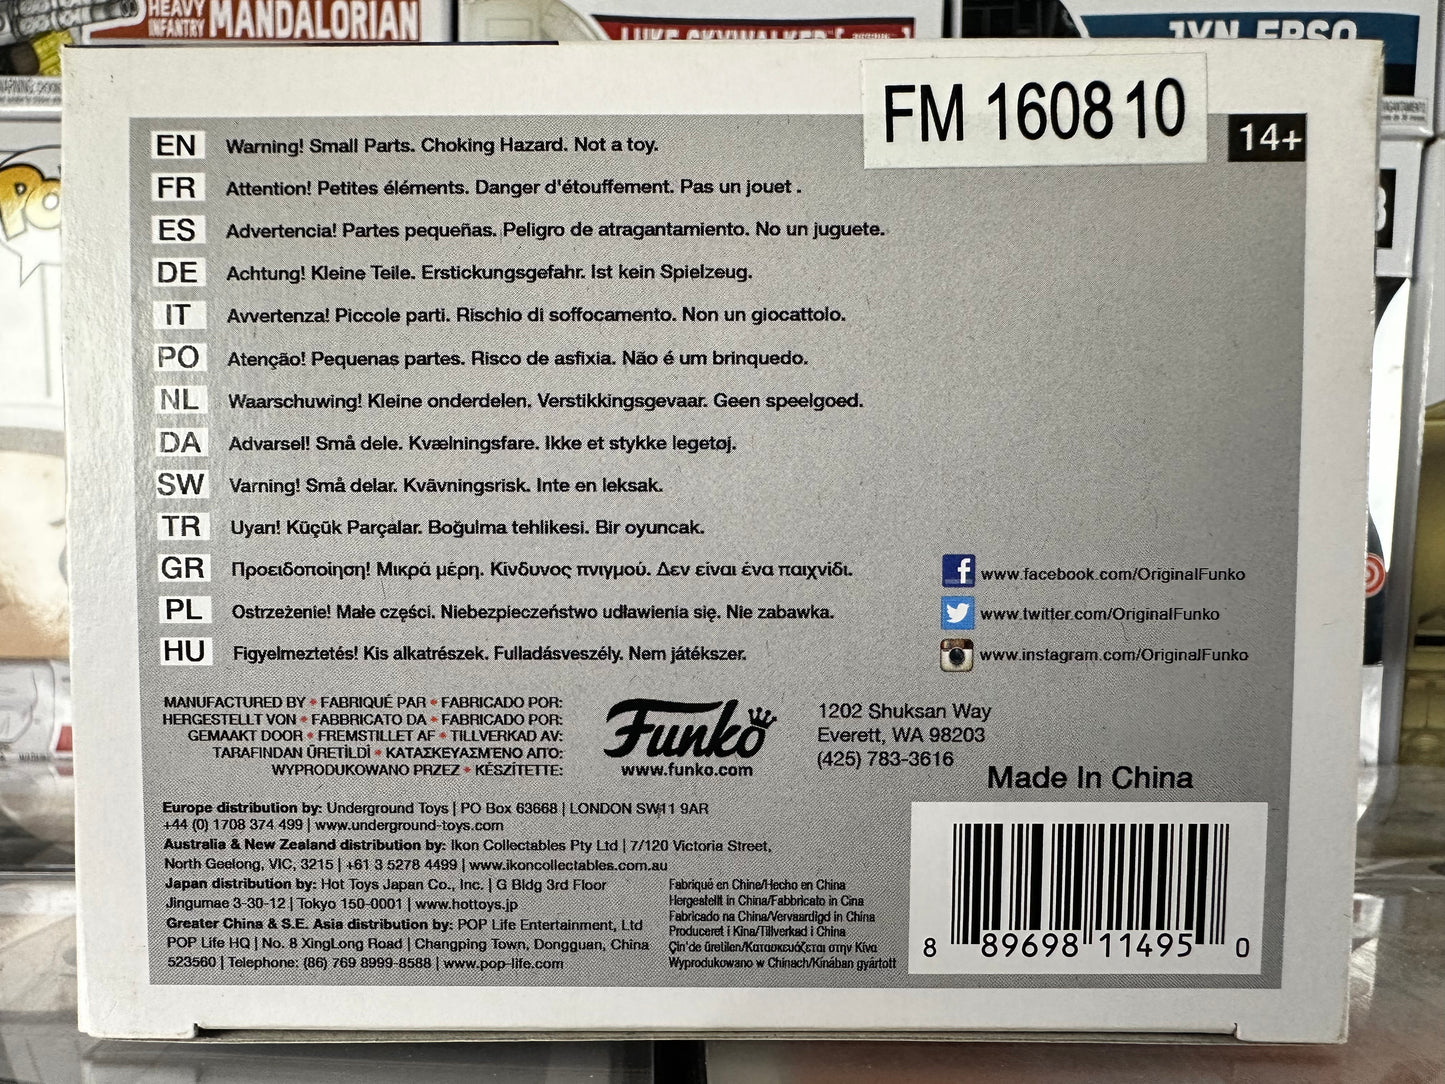 HEAVY
INFANTRY MANDALORIAN
LUKE SKYWALKER
JYN ERSO
FM 160810
14+
EN Warning! Small Parts. Choking Hazard. Not a toy.
FR Attention! Petites éléments. Danger d'étouffement. Pas un jouet .
ES Advertencia! Partes pequeñas. Peligro de atragantamiento. No un juguete.
DE Achtung! Kleine Teile. Erstickungsgefahr. Ist kein Spielzeug.
IT Avvertenza! Piccole parti. Rischio di soffocamento. Non un giocattolo.
PO Atenção! Pequenas partes. Risco de asfixia. Não é um brinquedo.
NL Waarschuwing! Kleine onderdelen. Verstikkingsgevaar. Geen speelgoed.
DA Advarsel! Små dele. Kvælningsfare. Ikke et stykke legetøj.
SW Varning! Små delar. Kvävningsrisk. Inte en leksak.
TR Uyarı! Küçük Parçalar. Boğulma tehlikesi. Bir oyuncak.
GR Προειδοποίηση! Μικρά μέρη. Κίνδυνος πνιγμού. Δεν είναι ένα παιχνίδι.
PL Ostrzeżenie! Małe części. Niebezpieczeństwo udławienia się. Nie zabawka.
HU Figyelmeztetés! Kis alkatrészek. Fulladásveszély. Nem játékszer.
www.facebook.com/OriginalFunko
www.twitter.com/OriginalFunko
www.instagram.com/OriginalFunko
MANUFACTURED BY * FABRIQUÉ PAR * FABRICADO POR:
HERGESTELLT VON * FABBRICATO DA * FABRICADO POR:
GEMAAKT DOOR * FREMSTILLET AF * TILLVERKAD AV:
TARAFINDAN ÜRETİLDİ * ΚΑΤΑΣΚΕΥΑΣΜΈΝΟ ΑΠΌ:
WYPRODUKOWANO PRZEZ * KÉSZÍTETTE:
Funko
www.funko.com
1202 Shuksan Way
Everett, WA 98203
(425) 783-3616
Made In China
Europe distribution by: Underground Toys | PO Box 63668 | LONDON SW11 9AR
+44 (0) 1708 374 499 | www.underground-toys.com
Australia & New Zealand distribution by: Ikon Collectables Pty Ltd | 7/120 Victoria Street,
North Geelong, VIC, 3215 | +61 3 5278 4499 | www.ikoncollectables.com.au
Japan distribution by: Hot Toys Japan Co., Inc. | G Bldg 3rd Floor
Jingumae 3-30-12 | Tokyo 150-0001 | www.hottoys.jp
Greater China & S.E. Asia distribution by: POP Life Entertainment, Ltd
POP Life HQ | No. 8 XingLong Road | Changping Town, Dongguan, China
523560 | Telephone: (86) 769 8999-8588 | www.pop-life.com
Fabriqué en Chine/Hecho en China
Hergestellt in China/Fabbricato in Cina
Fabricado na China/Vervaardigd in China
Produceret i Kina/Tillverkad i China
Çin'de üretilen/Κατασκευάζεται στην Κίνα
Wyprodukowano w Chinach/Kínában gyártott
8 89698 11495 0